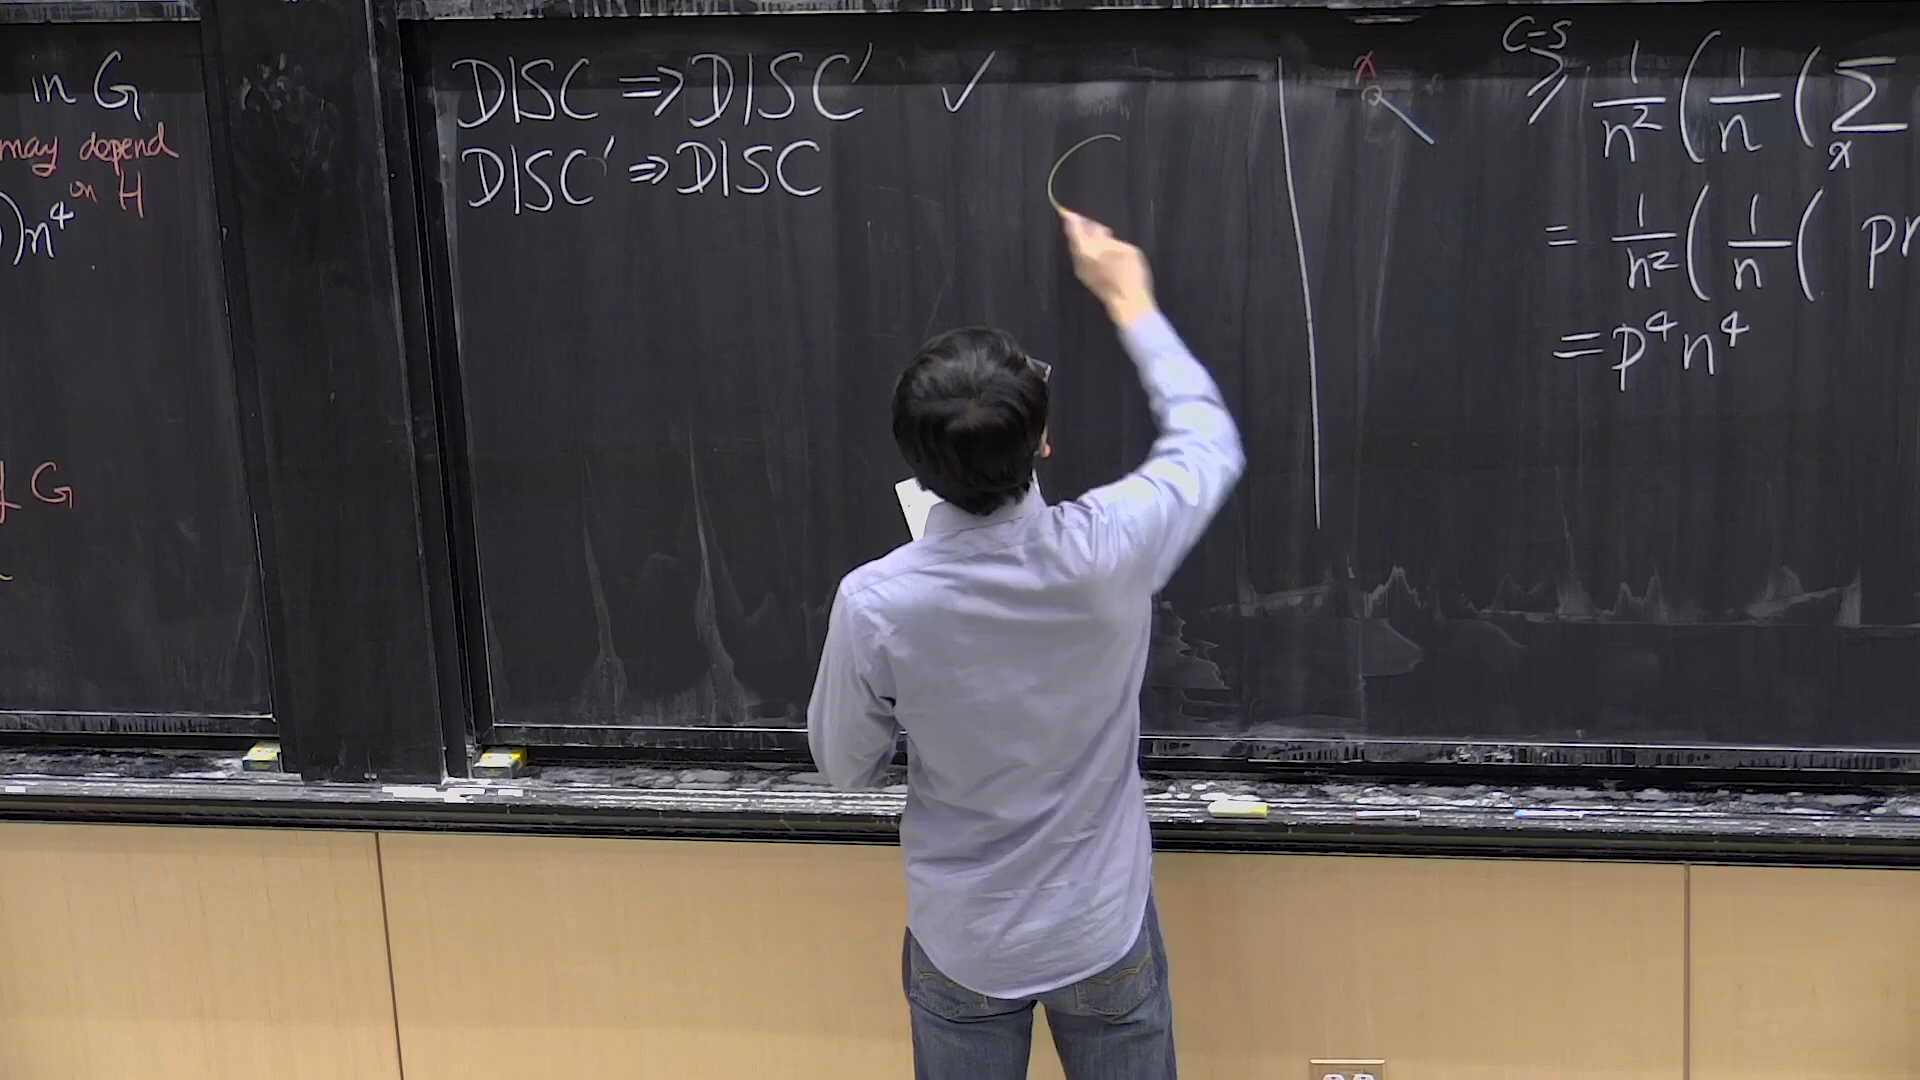 in G
may depend
on H
)n⁴
G
DISC ⇒ DISC′ ✓
DISC′ ⇒ DISC
x
C-S
≥ 1/n² ( 1/n ( Σ x
= 1/n² ( 1/n ( pn
= p⁴n⁴